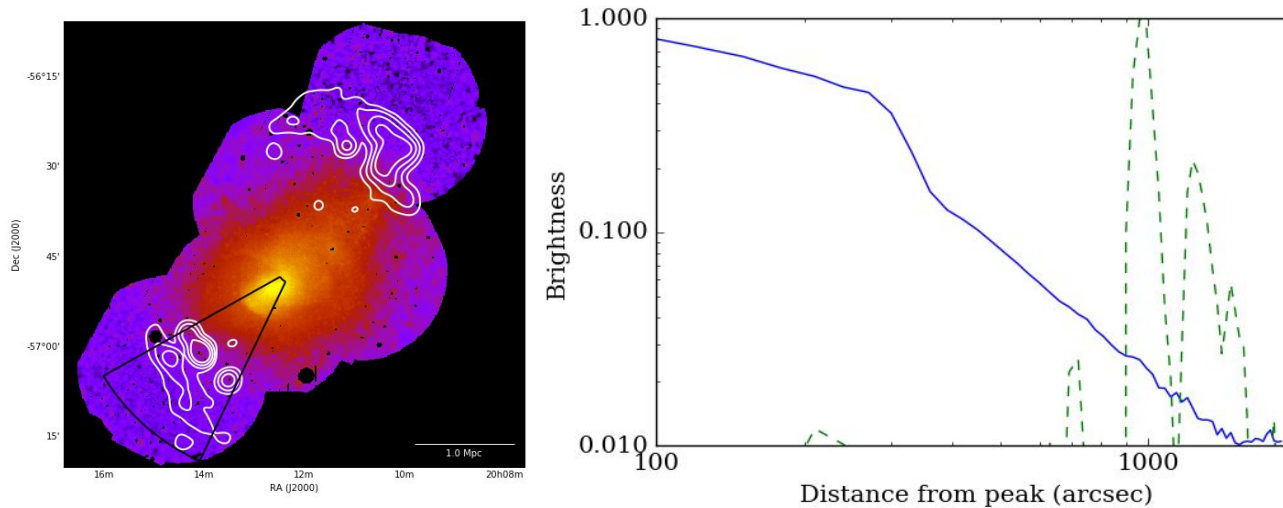 -56°15'
30'
45'
-57°00'
15'
Dec (J2000)
1.0 Mpc
16m
14m
12m
10m
20h08m
RA (J2000)
1.000
0.100
0.010
Brightness
100
1000
Distance from peak (arcsec)